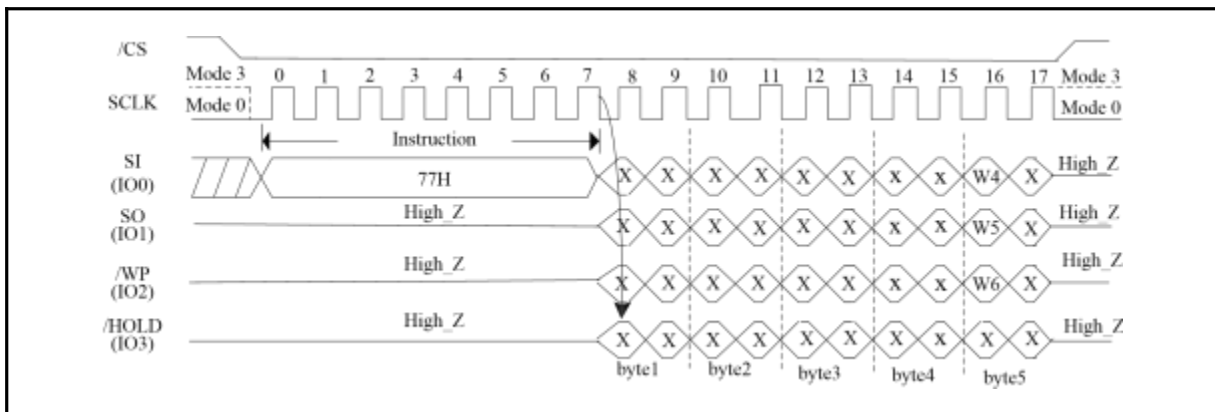 /CS
Mode 3 0 1 2 3 4 5 6 7 8 9 10 11 12 13 14 15 16 17 Mode 3
SCLK Mode 0 Mode 0
Instruction
SI
(IO0) 77H X X X X X X x x W4 X High_Z
SO
(IO1) High_Z X X X X X X x x W5 X High_Z
/WP
(IO2) High_Z X X X X X X x x W6 X High_Z
/HOLD
(IO3) High_Z X X X X X X X X X X High_Z
byte1 byte2 byte3 byte4 byte5